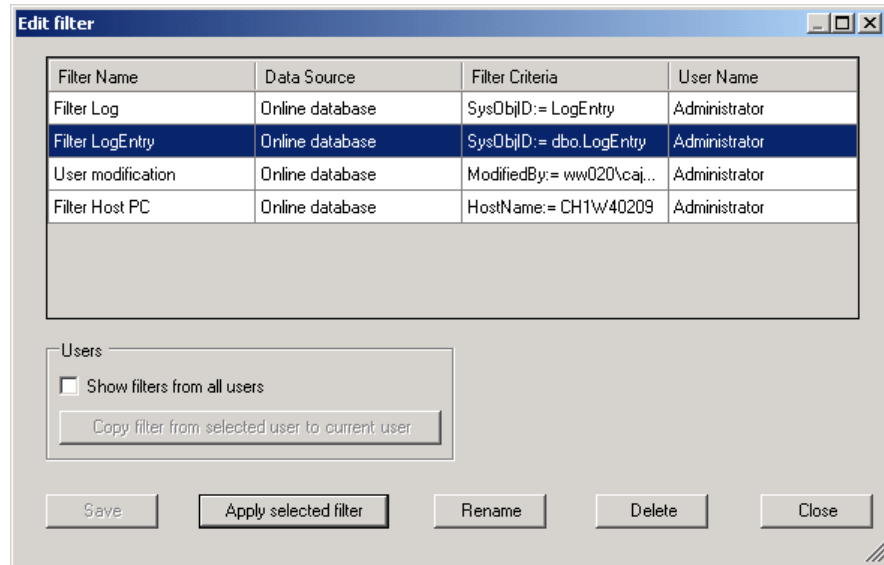 Edit filter
Filter Name Data Source Filter Criteria User Name
Filter Log Online database SysObjID:= LogEntry Administrator
Filter LogEntry Online database SysObjID:= dbo.LogEntry Administrator
User modification Online database ModifiedBy:= ww020\caj... Administrator
Filter Host PC Online database HostName:= CH1W40209 Administrator
Users
Show filters from all users
Copy filter from selected user to current user
Save Apply selected filter Rename Delete Close